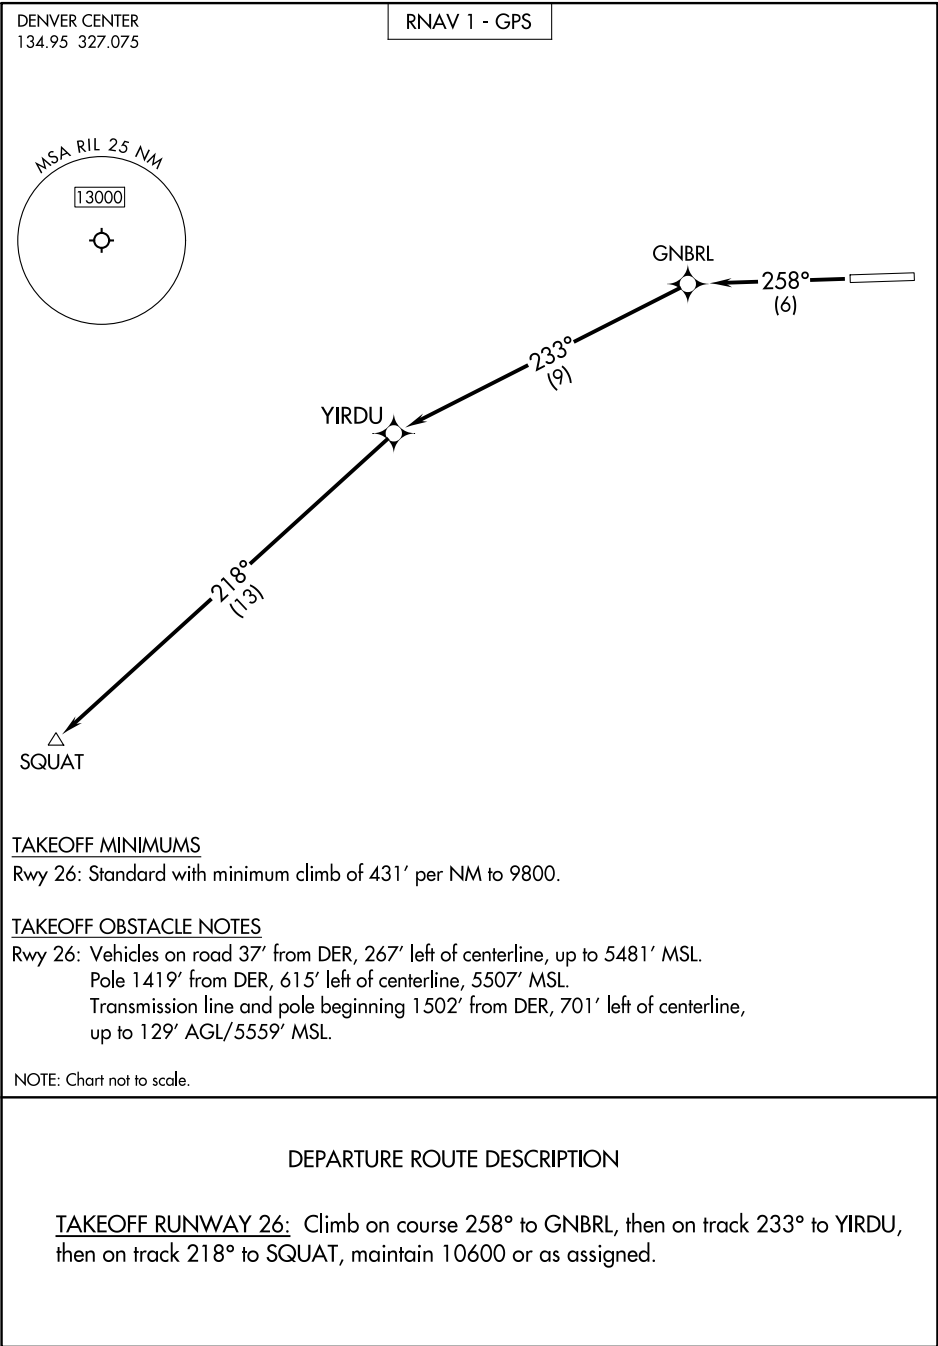 DENVER CENTER
134.95 327.075
RNAV 1 - GPS
MSA RIL 25 NM
13000
GNBRL
258°
(6)
233°
(9)
YIRDU
218°
(13)
SQUAT
TAKEOFF MINIMUMS
Rwy 26: Standard with minimum climb of 431' per NM to 9800.
TAKEOFF OBSTACLE NOTES
Rwy 26: Vehicles on road 37' from DER, 267' left of centerline, up to 5481' MSL.
Pole 1419' from DER, 615' left of centerline, 5507' MSL.
Transmission line and pole beginning 1502' from DER, 701' left of centerline,
up to 129' AGL/5559' MSL.
NOTE: Chart not to scale.
DEPARTURE ROUTE DESCRIPTION
TAKEOFF RUNWAY 26: Climb on course 258° to GNBRL, then on track 233° to YIRDU,
then on track 218° to SQUAT, maintain 10600 or as assigned.